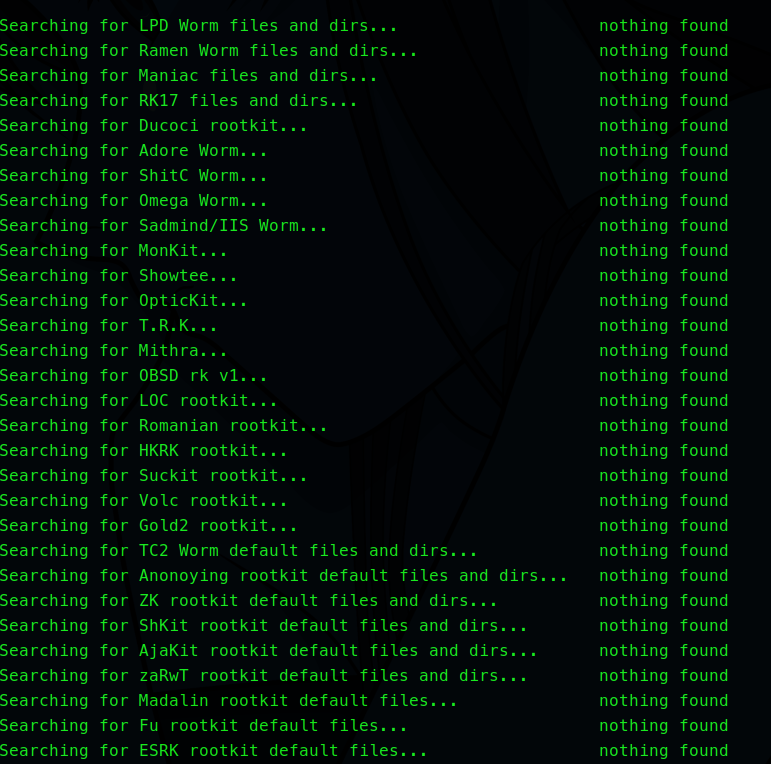 Searching for LPD Worm files and dirs... nothing found
Searching for Ramen Worm files and dirs... nothing found
Searching for Maniac files and dirs... nothing found
Searching for RK17 files and dirs... nothing found
Searching for Ducoci rootkit... nothing found
Searching for Adore Worm... nothing found
Searching for ShitC Worm... nothing found
Searching for Omega Worm... nothing found
Searching for Sadmind/IIS Worm... nothing found
Searching for MonKit... nothing found
Searching for Showtee... nothing found
Searching for OpticKit... nothing found
Searching for T.R.K... nothing found
Searching for Mithra... nothing found
Searching for OBSD rk v1... nothing found
Searching for LOC rootkit... nothing found
Searching for Romanian rootkit... nothing found
Searching for HKRK rootkit... nothing found
Searching for Suckit rootkit... nothing found
Searching for Volc rootkit... nothing found
Searching for Gold2 rootkit... nothing found
Searching for TC2 Worm default files and dirs... nothing found
Searching for Anonoying rootkit default files and dirs... nothing found
Searching for ZK rootkit default files and dirs... nothing found
Searching for ShKit rootkit default files and dirs... nothing found
Searching for AjaKit rootkit default files and dirs... nothing found
Searching for zaRwT rootkit default files and dirs... nothing found
Searching for Madalin rootkit default files... nothing found
Searching for Fu rootkit default files... nothing found
Searching for ESRK rootkit default files... nothing found